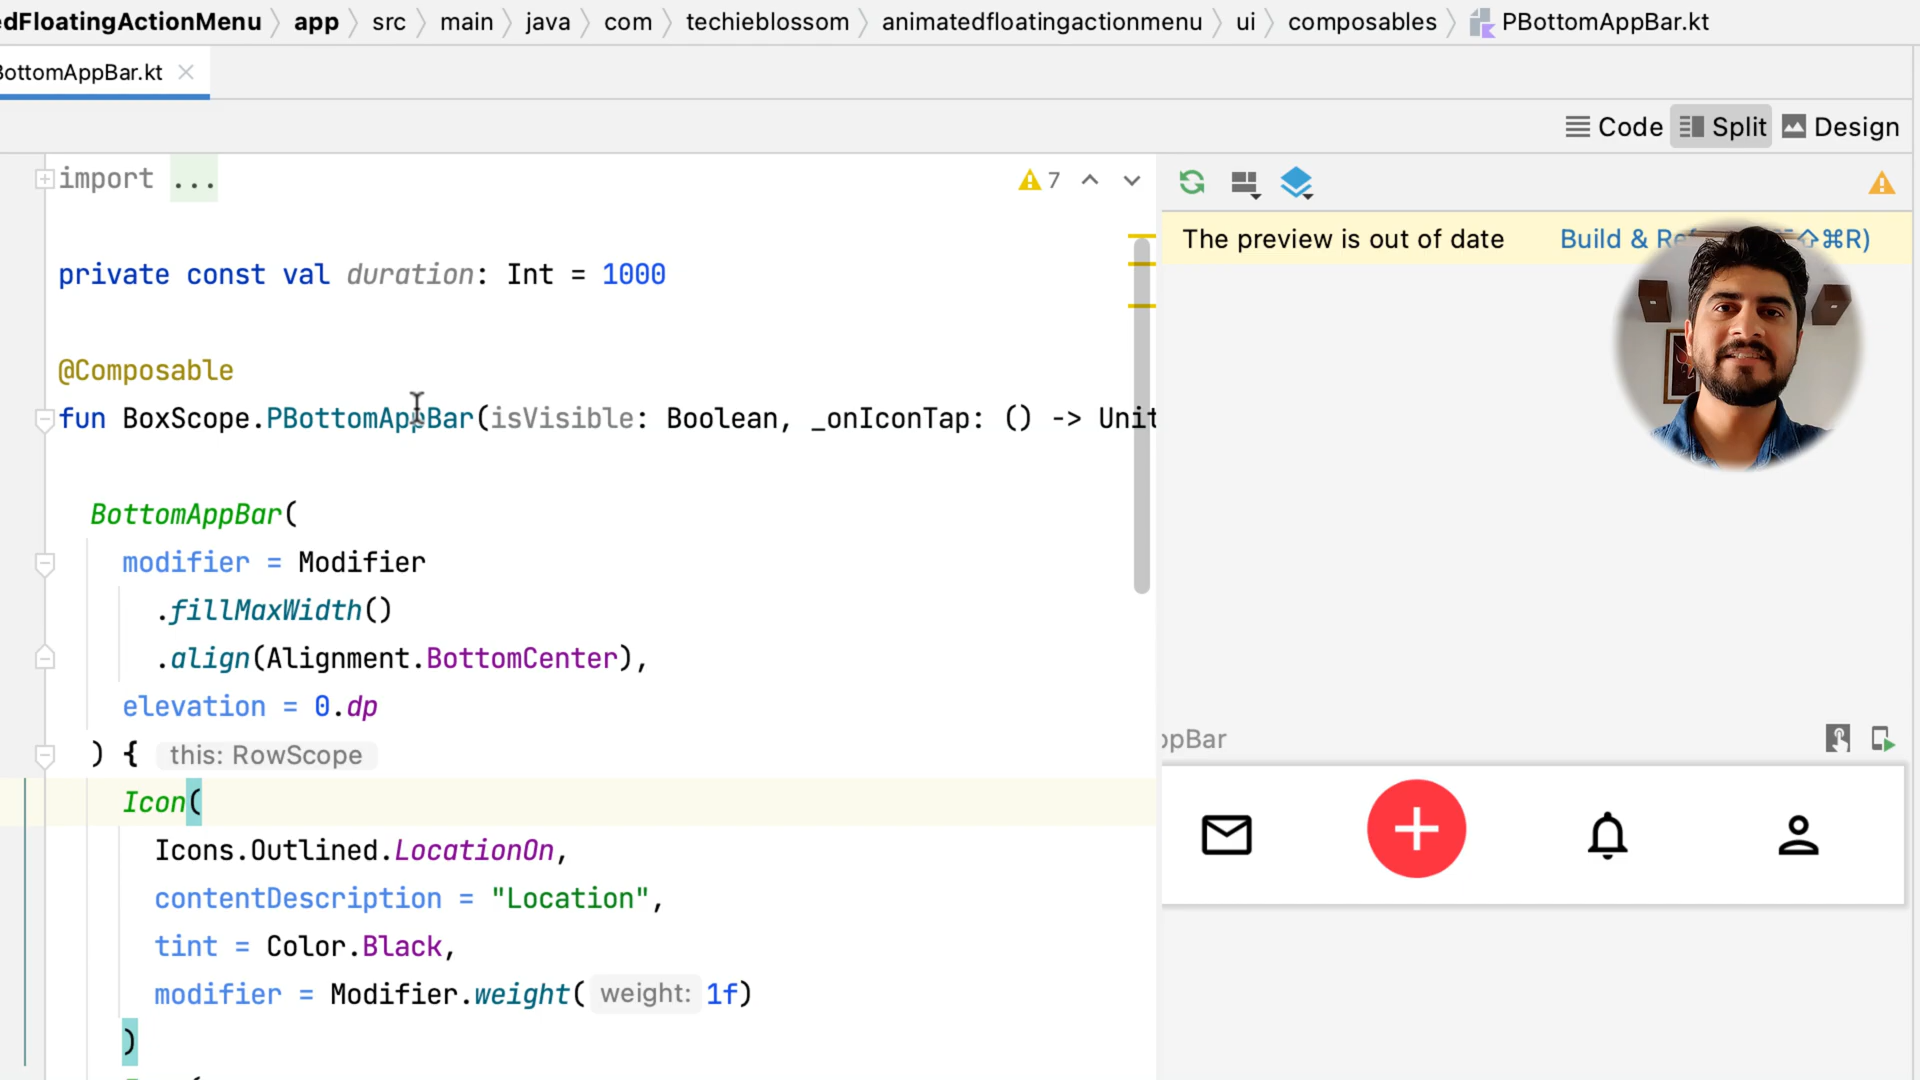 dFloatingActionMenu app src main java com techieblossom animatedfloatingactionmenu ui composables PBottomAppBar.kt
BottomAppBar.kt
Code Split Design
import ...
7
The preview is out of date Build & ⇧⌘R)
private const val duration: Int = 1000
@Composable
fun BoxScope.PBottomAppBar(isVisible: Boolean, _onIconTap: () -> Unit
BottomAppBar(
modifier = Modifier
.fillMaxWidth()
.align(Alignment.BottomCenter),
elevation = 0.dp
ppBar
) { this: RowScope
Icon(
Icons.Outlined.LocationOn,
contentDescription = "Location",
tint = Color.Black,
modifier = Modifier.weight( weight: 1f)
)